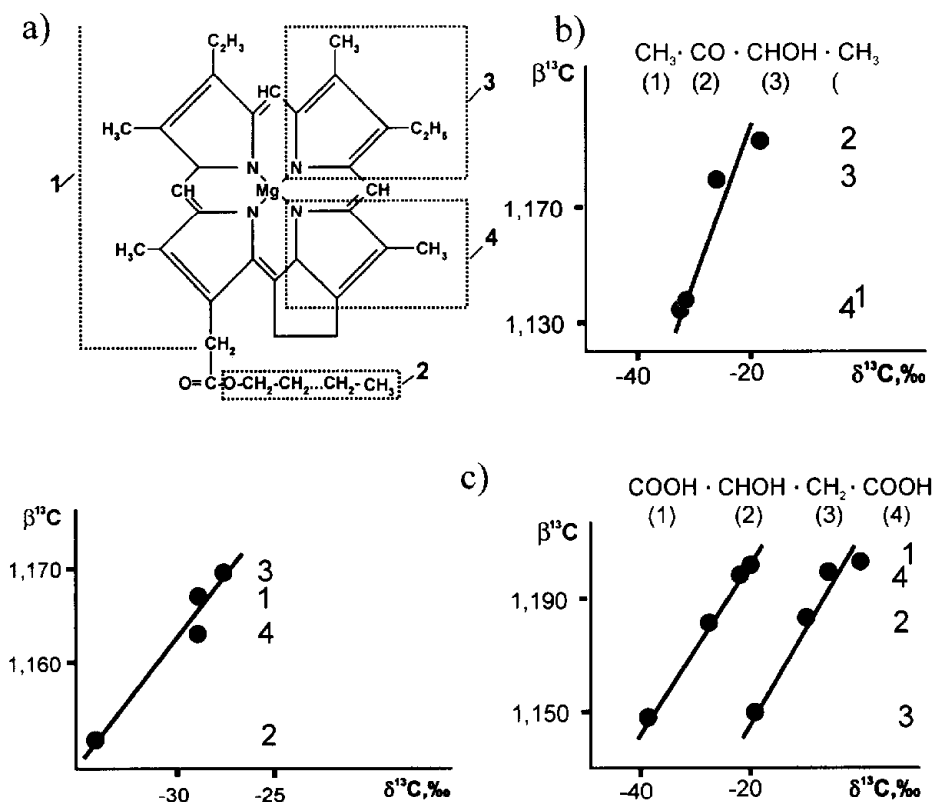 a)
C₂H₃
CH₃
HC
3
H₃C
C₂H₅
N
N
1
CH
Mg
CH
N
N
H₃C
CH₃
4
CH₂
O=C-O-CH₂-CH₂...CH₂-CH₃
2
β¹³C
1,170
1,160
3
1
4
2
-30
-25
δ¹³C,‰
b)
CH₃·CO·CHOH·CH₃
(1) (2) (3) (
β¹³C
1,170
1,130
2
3
41
-40
-20
δ¹³C,‰
c)
COOH·CHOH·CH₂·COOH
(1) (2) (3) (4)
β¹³C
1,190
1,150
1
4
2
3
-40
-20
δ¹³C,‰